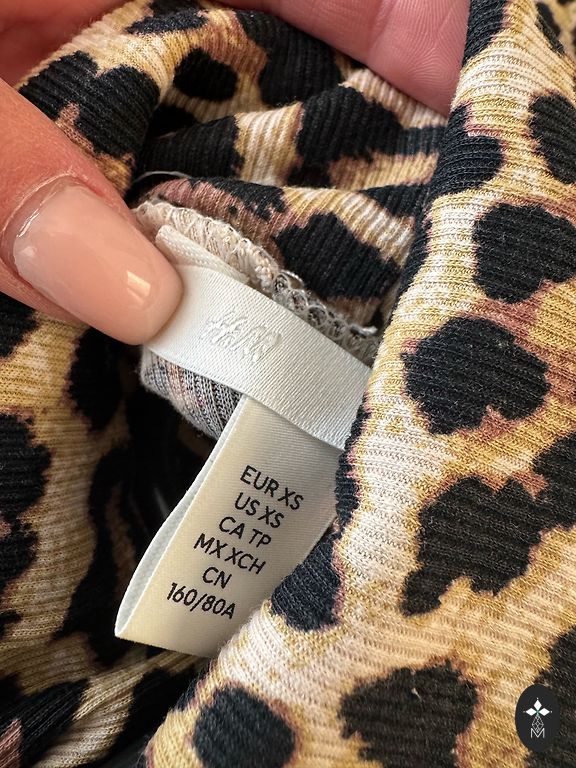 H&M
EUR XS
US XS
CA TP
MX XCH
CN
160/80A
M